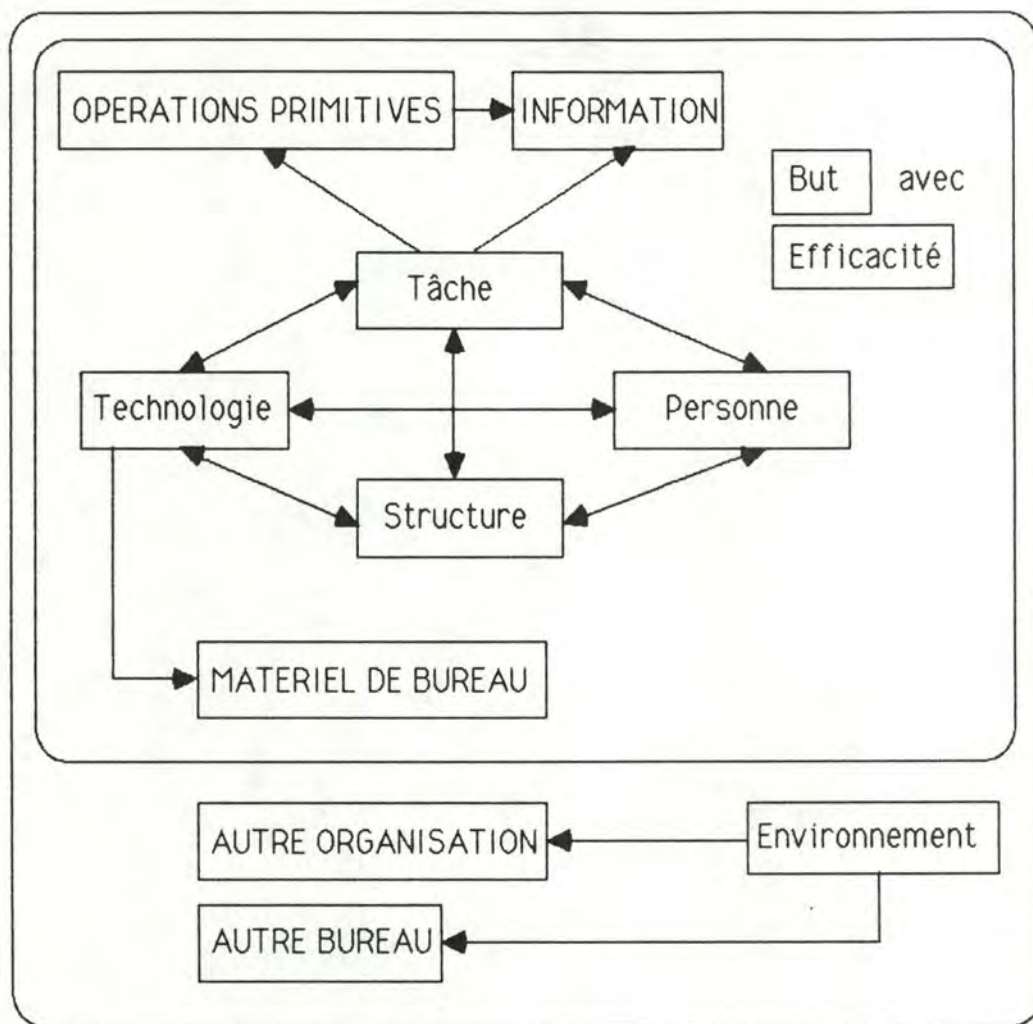 OPERATIONS PRIMITIVES
INFORMATION
But avec
Efficacité
Tâche
Technologie
Personne
Structure
MATERIEL DE BUREAU
AUTRE ORGANISATION
Environnement
AUTRE BUREAU